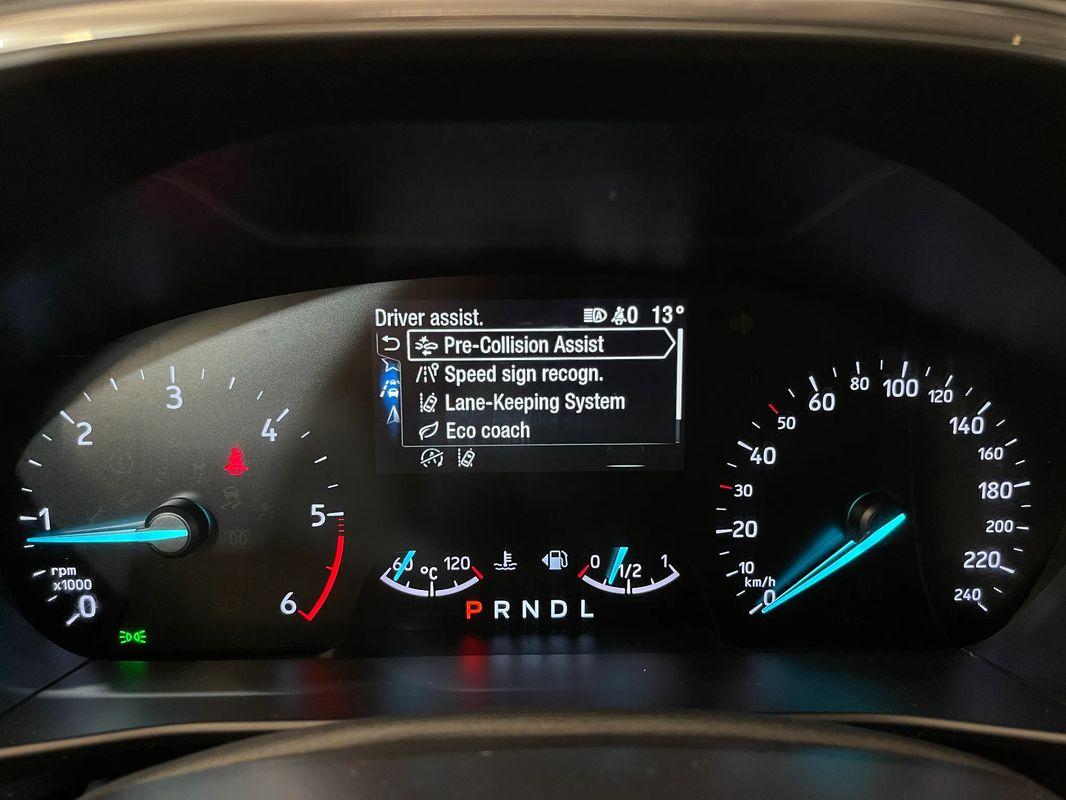 Driver assist. 0 13°
Pre-Collision Assist
Speed sign recogn.
Lane-Keeping System
Eco coach
0
1
2
3
4
5
6
rpm
x1000
60 °C 120
0 1/2 1
P R N D L
0
10
20
30
40
50
60
80
100
120
140
160
180
200
220
240
km/h